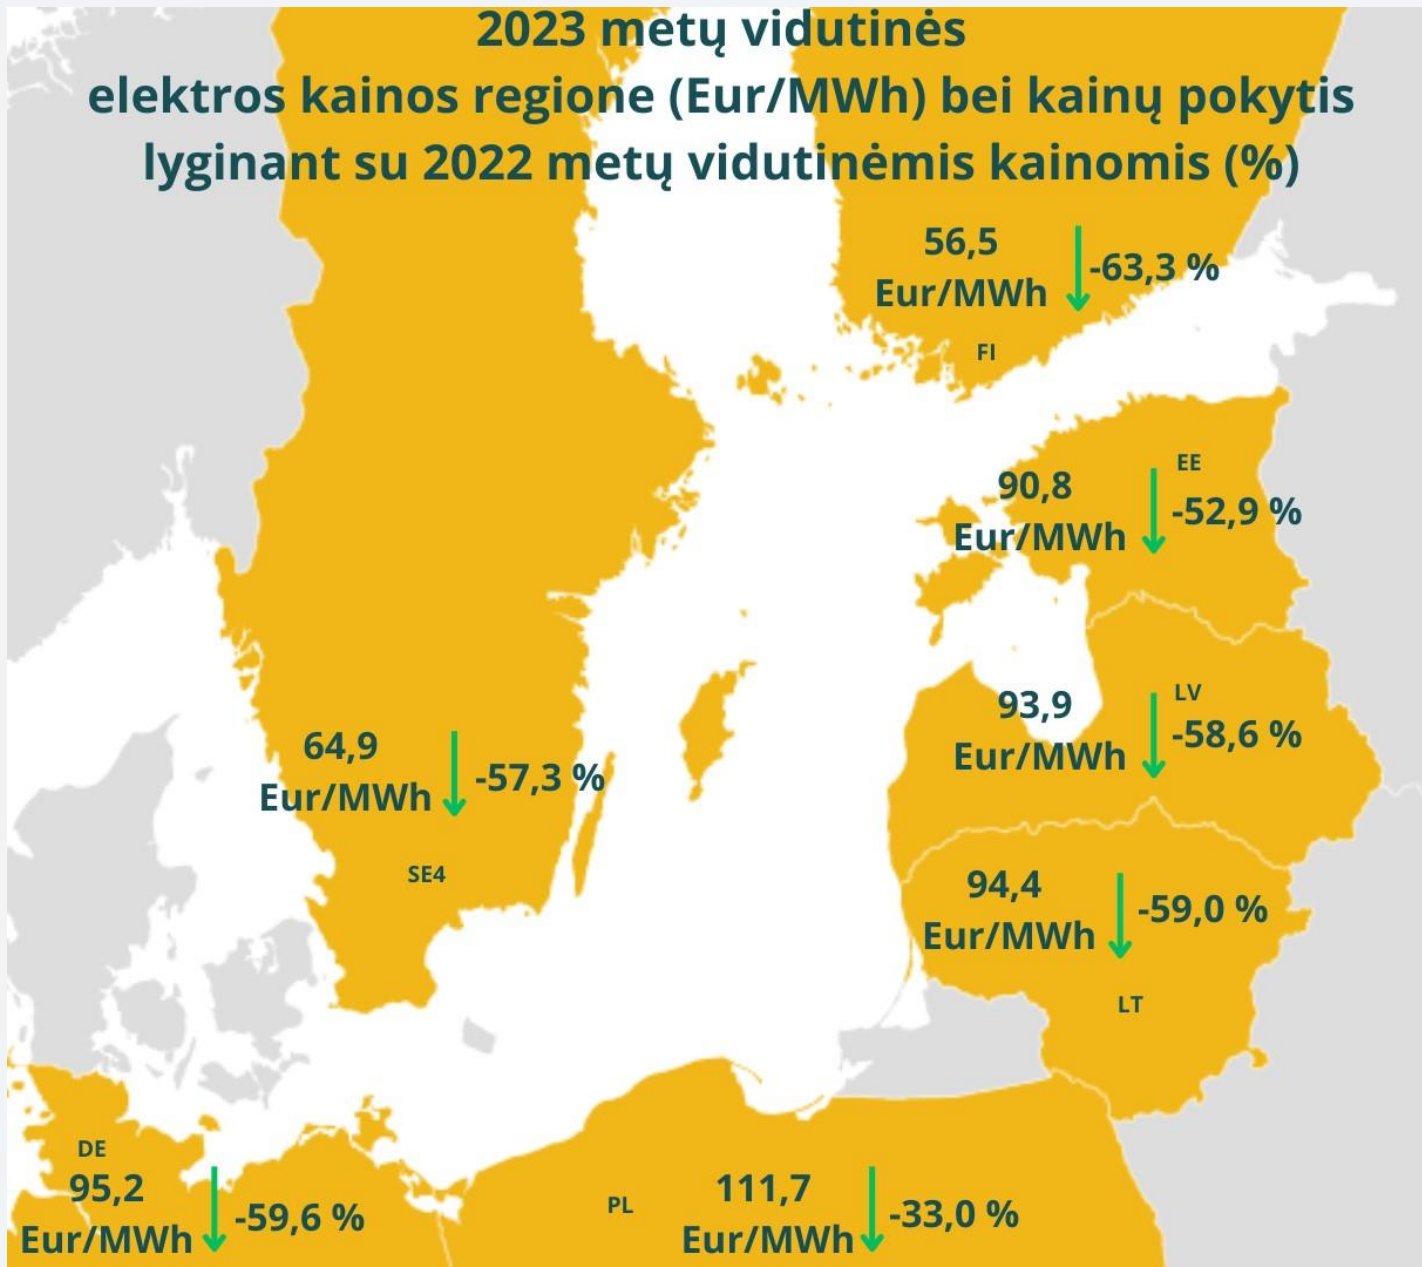 2023 metų vidutinės
elektros kainos regione (Eur/MWh) bei kainų pokytis
lyginant su 2022 metų vidutinėmis kainomis (%)
56,5
Eur/MWh
-63,3 %
FI
EE
90,8
Eur/MWh
-52,9 %
LV
93,9
Eur/MWh
-58,6 %
64,9
Eur/MWh
-57,3 %
SE4
94,4
Eur/MWh
-59,0 %
LT
DE
95,2
Eur/MWh
-59,6 %
PL
111,7
Eur/MWh
-33,0 %